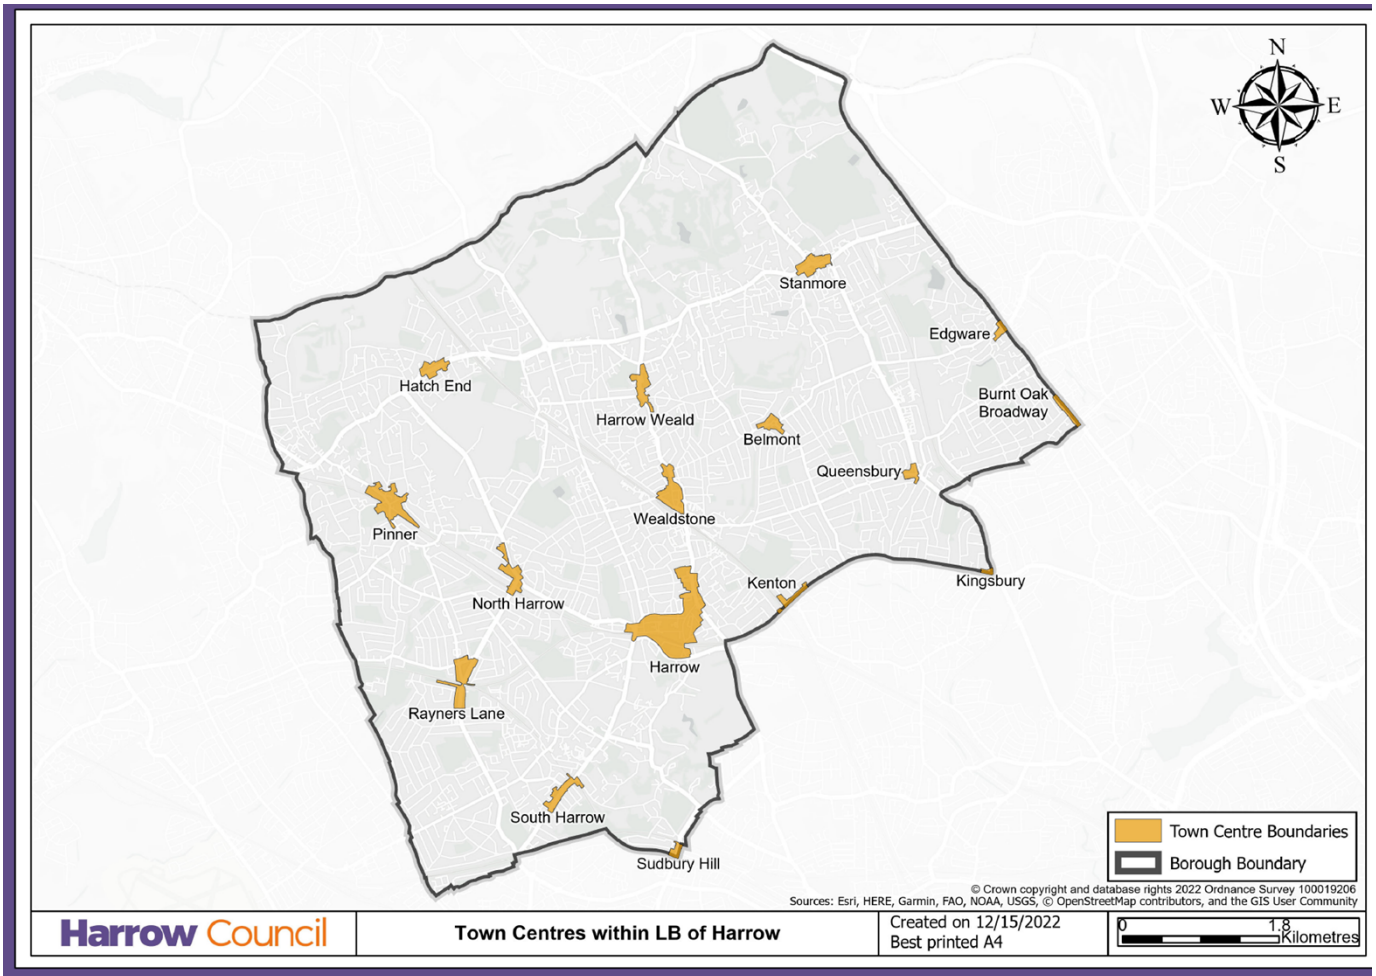 N
W E
S
Stanmore
Edgware
Hatch End
Burnt Oak
Broadway
Harrow Weald
Belmont
Queensbury
Wealdstone
Pinner
Kenton
Kingsbury
North Harrow
Harrow
Rayners Lane
South Harrow
Sudbury Hill
Town Centre Boundaries
Borough Boundary
© Crown copyright and database rights 2022 Ordnance Survey 100019206
Sources: Esri, HERE, Garmin, FAO, NOAA, USGS, © OpenStreetMap contributors, and the GIS User Community
Harrow Council
Town Centres within LB of Harrow
Created on 12/15/2022
Best printed A4
0 1.8
Kilometres